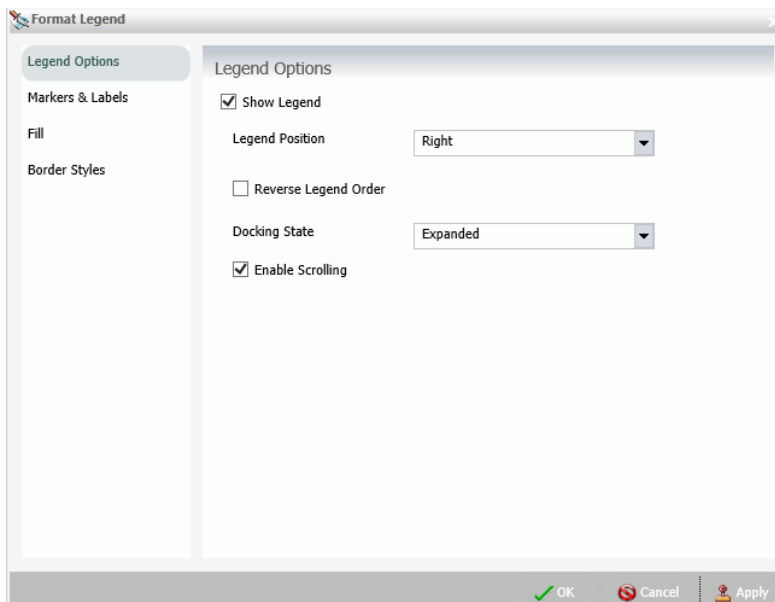 Format Legend
Legend Options
Markers & Labels
Fill
Border Styles
Legend Options
Show Legend
Legend Position
Right
Reverse Legend Order
Docking State
Expanded
Enable Scrolling
OK
Cancel
Apply